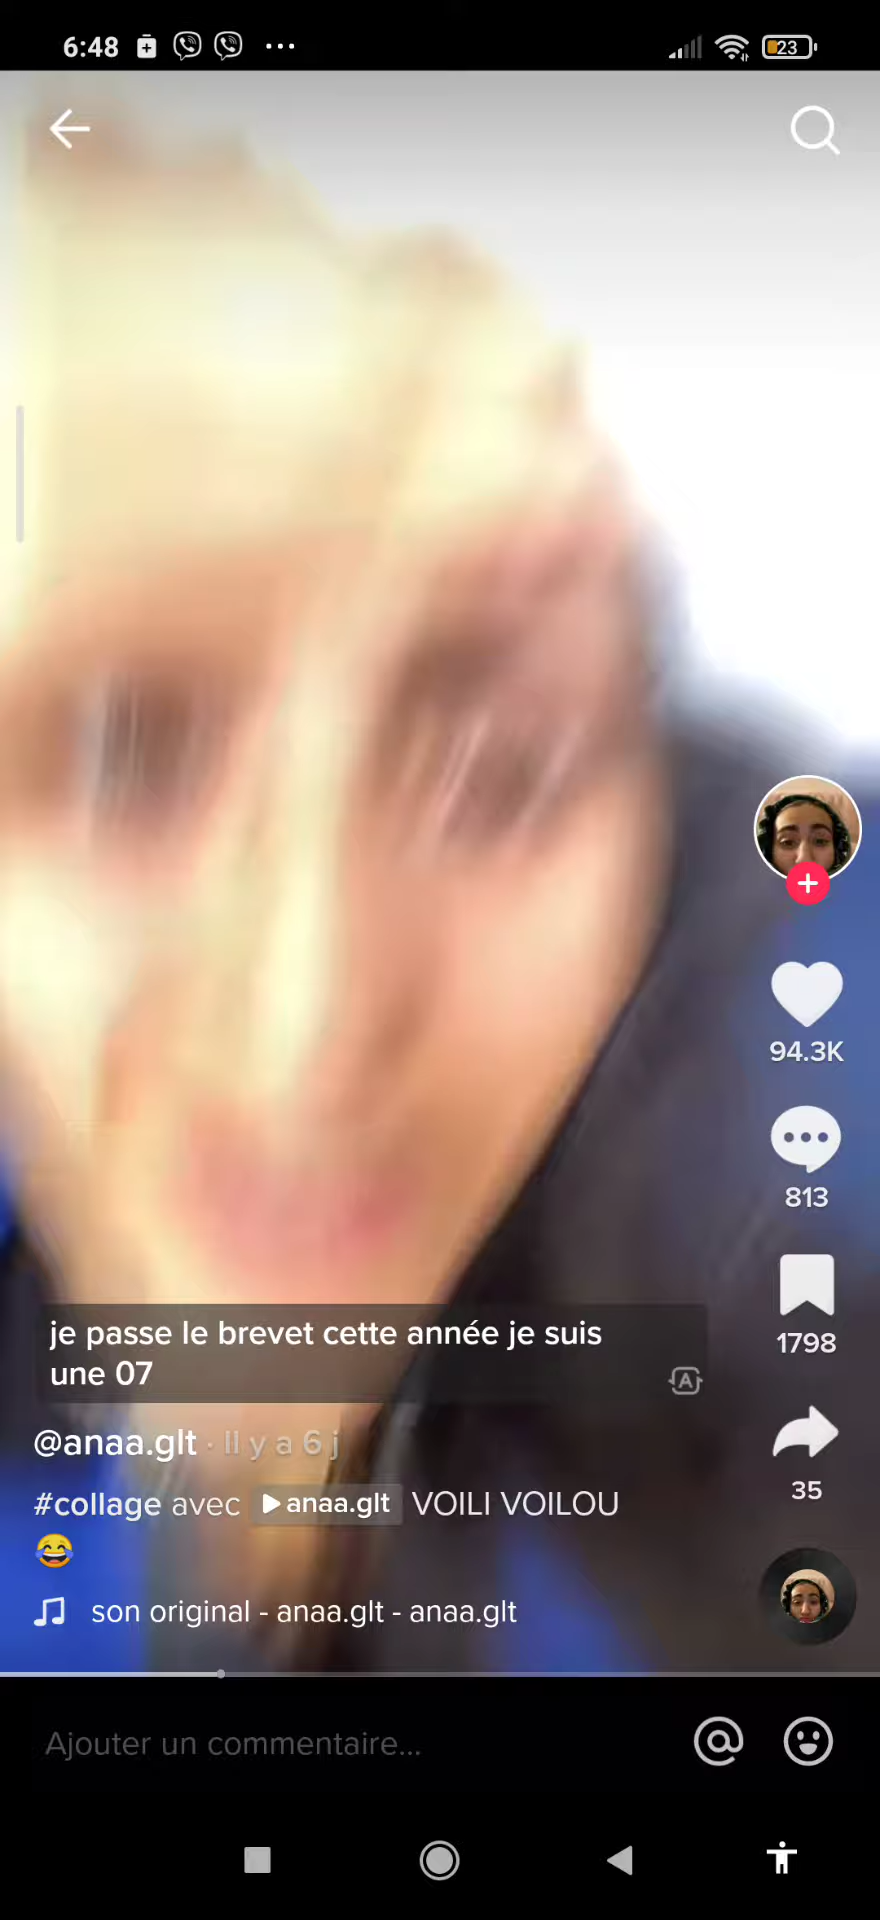 6:48
23
94.3K
813
1798
35
je passe le brevet cette année je suis
une 07
A
@anaa.glt · Il y a 6 j
#collage avec anaa.glt VOILI VOILOU
😂
son original - anaa.glt - anaa.glt
Ajouter un commentaire...